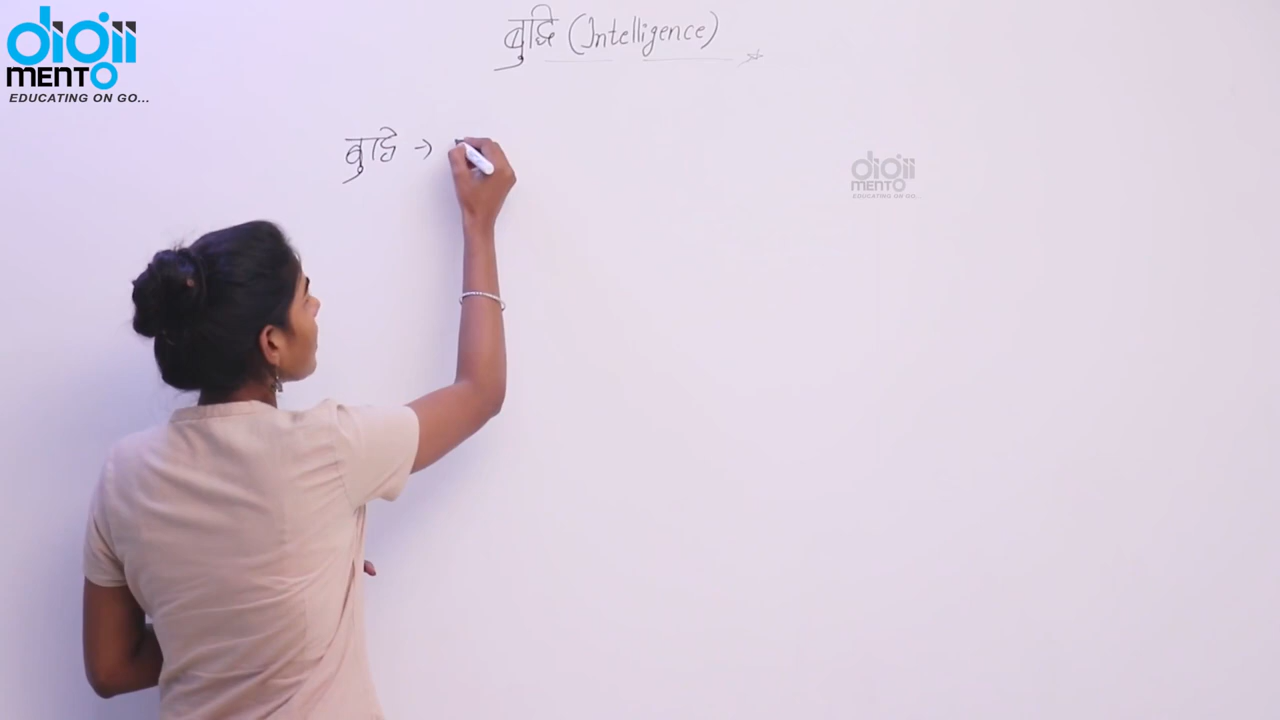 digii
MENTO
EDUCATING ON GO...
बुद्धि (Intelligence)
बुद्धि →
digii
MENTO
EDUCATING ON GO...